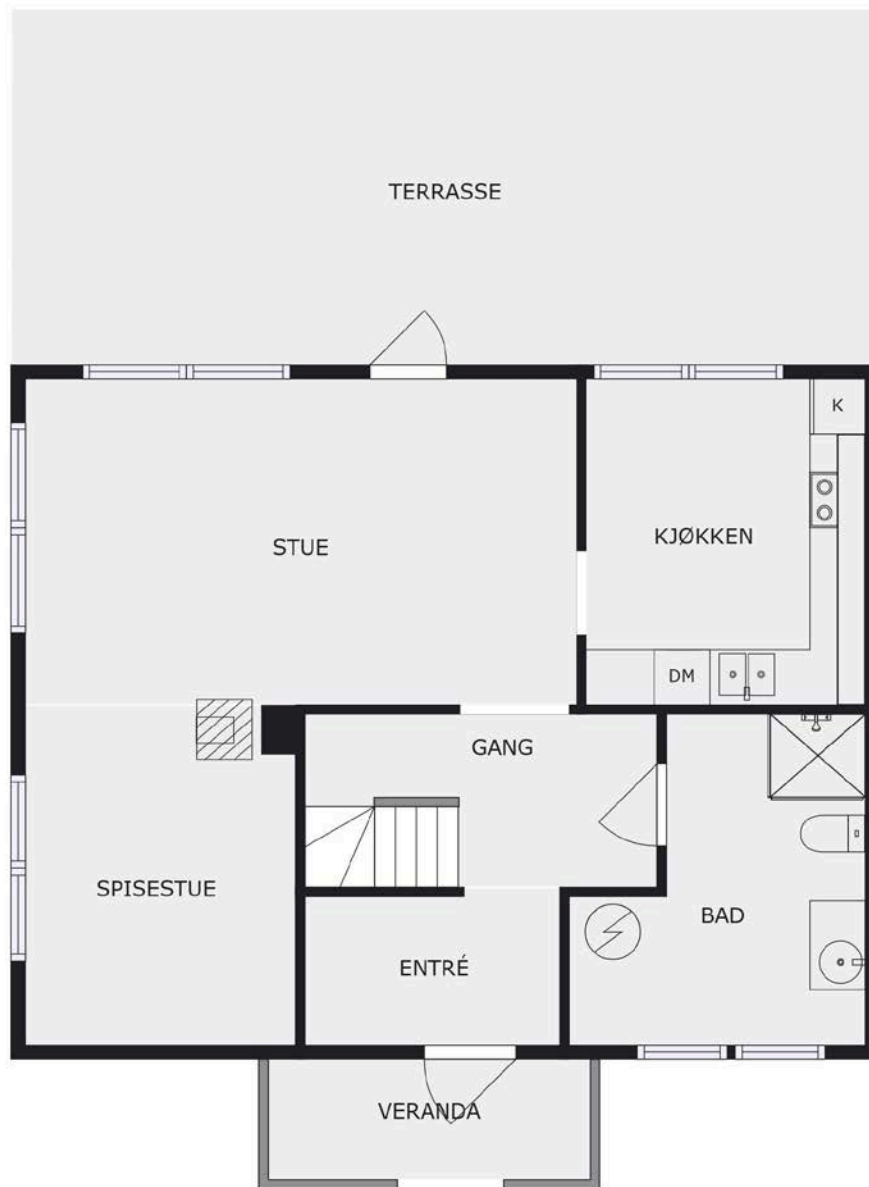 TERRASSE
K
KJØKKEN
STUE
DM
GANG
SPISESTUE
BAD
ENTRÉ
VERANDA